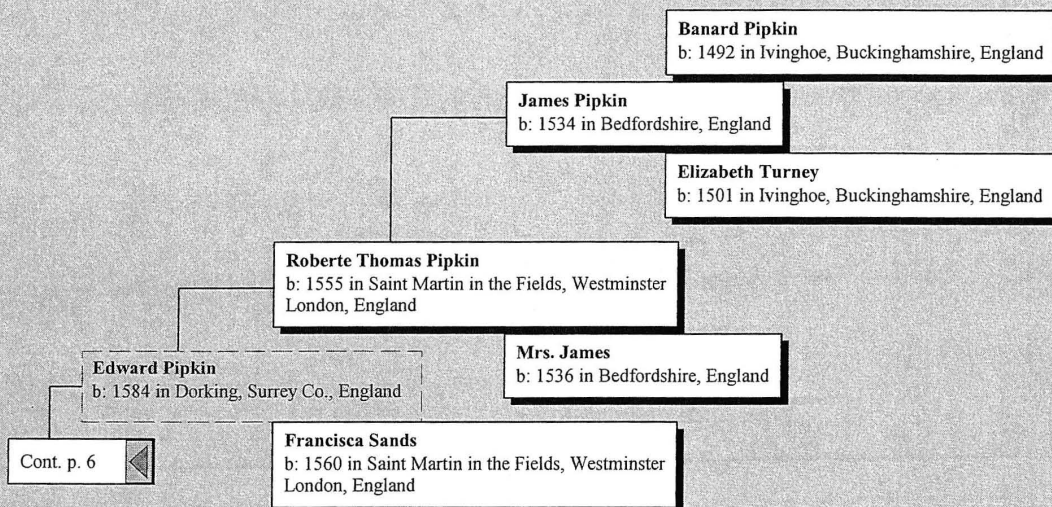 Banard Pipkin
b: 1492 in Ivinghoe, Buckinghamshire, England
James Pipkin
b: 1534 in Bedfordshire, England
Elizabeth Turney
b: 1501 in Ivinghoe, Buckinghamshire, England
Roberte Thomas Pipkin
b: 1555 in Saint Martin in the Fields, Westminster
London, England
Mrs. James
b: 1536 in Bedfordshire, England
Edward Pipkin
b: 1584 in Dorking, Surrey Co., England
Francisca Sands
b: 1560 in Saint Martin in the Fields, Westminster
London, England
Cont. p. 6